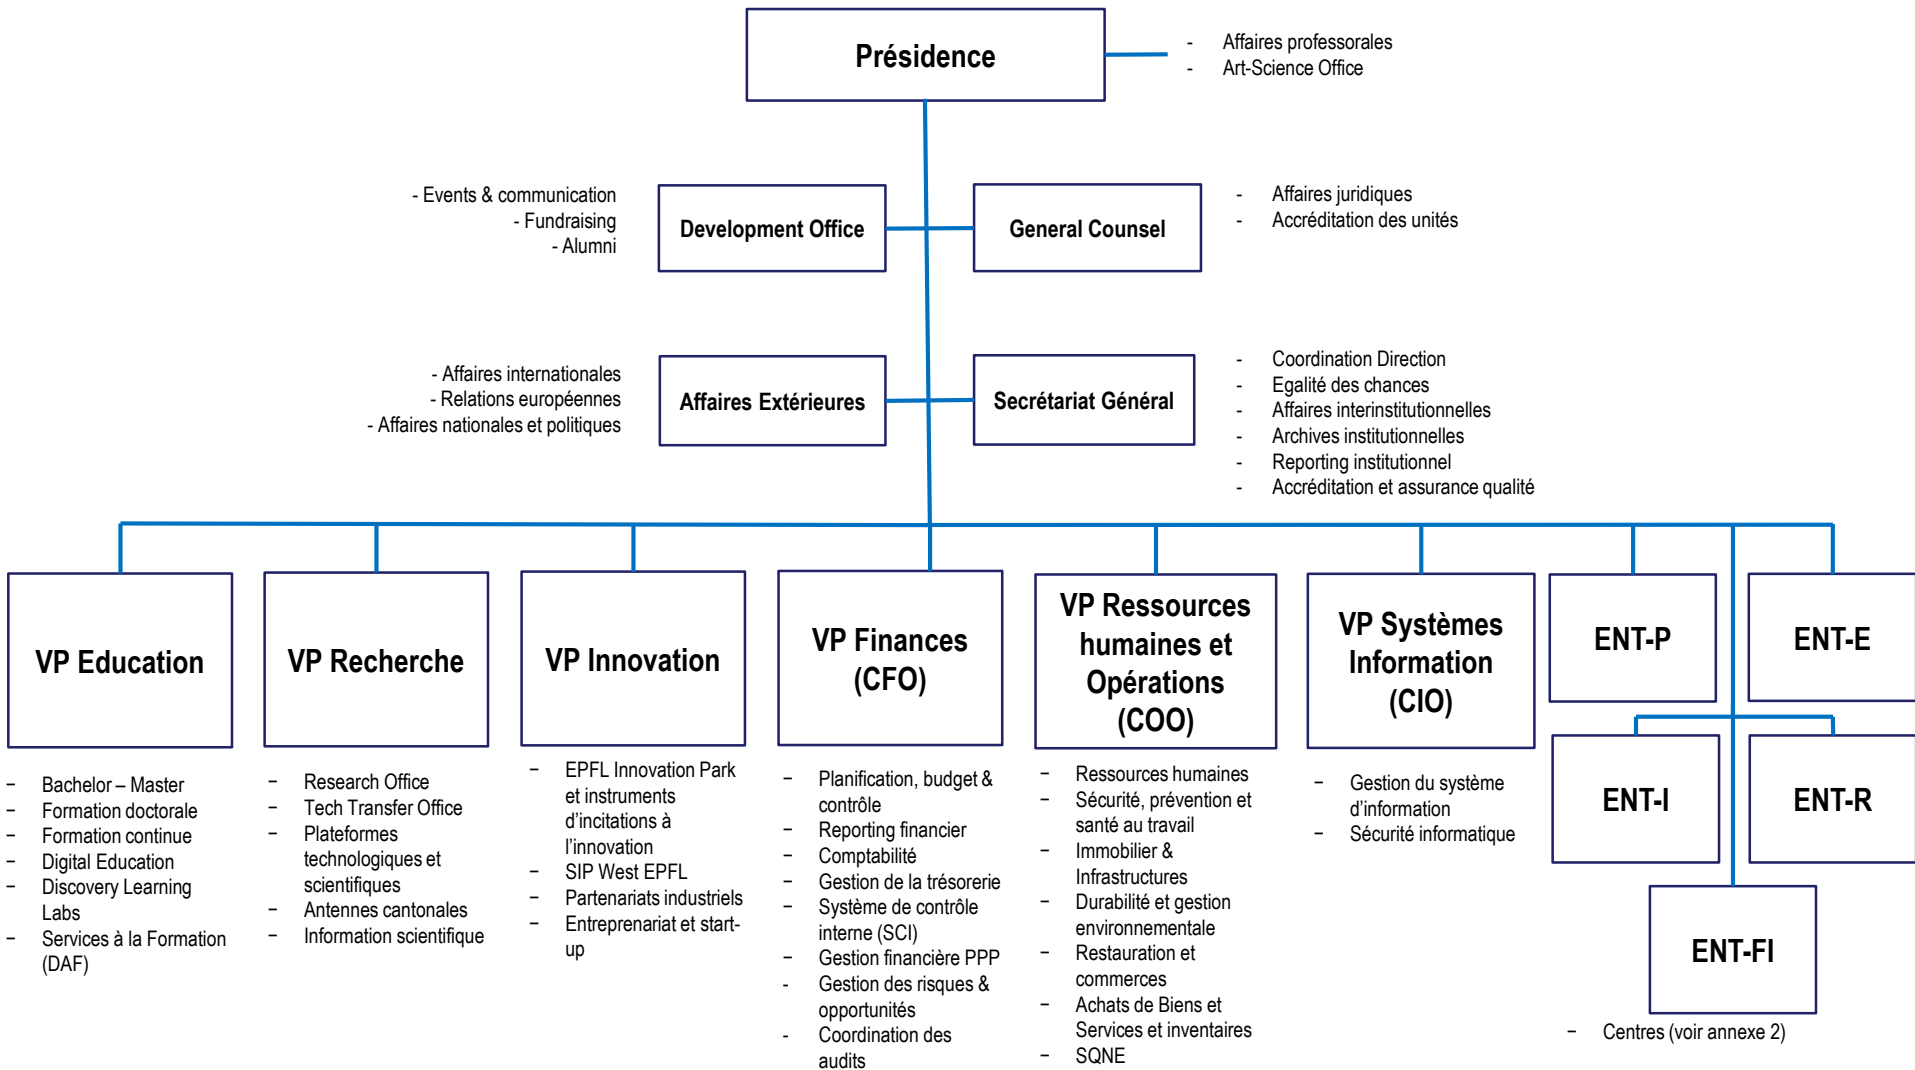 Présidence
- Affaires professorales
- Art-Science Office
- Events & communication
- Fundraising
- Alumni
Development Office
General Counsel
- Affaires juridiques
- Accréditation des unités
- Affaires internationales
- Relations européennes
- Affaires nationales et politiques
Affaires Extérieures
Secrétariat Général
- Coordination Direction
- Egalité des chances
- Affaires interinstitutionnelles
- Archives institutionnelles
- Reporting institutionnel
- Accréditation et assurance qualité
VP Education
− Bachelor – Master
− Formation doctorale
− Formation continue
− Digital Education
− Discovery Learning
Labs
− Services à la Formation
(DAF)
VP Recherche
− Research Office
− Tech Transfer Office
− Plateformes
technologiques et
scientifiques
− Antennes cantonales
− Information scientifique
VP Innovation
− EPFL Innovation Park
et instruments
d’incitations à
l’innovation
− SIP West EPFL
− Partenariats industriels
− Entreprenariat et start-
up
VP Finances
(CFO)
− Planification, budget &
contrôle
− Reporting financier
− Comptabilité
− Gestion de la trésorerie
− Système de contrôle
interne (SCI)
− Gestion financière PPP
- Gestion des risques &
opportunités
- Coordination des
audits
VP Ressources
humaines et
Opérations
(COO)
− Ressources humaines
− Sécurité, prévention et
santé au travail
− Immobilier &
Infrastructures
− Durabilité et gestion
environnementale
− Restauration et
commerces
− Achats de Biens et
Services et inventaires
− SQNE
VP Systèmes
Information
(CIO)
− Gestion du système
d’information
− Sécurité informatique
ENT-P
ENT-E
ENT-I
ENT-R
ENT-FI
− Centres (voir annexe 2)